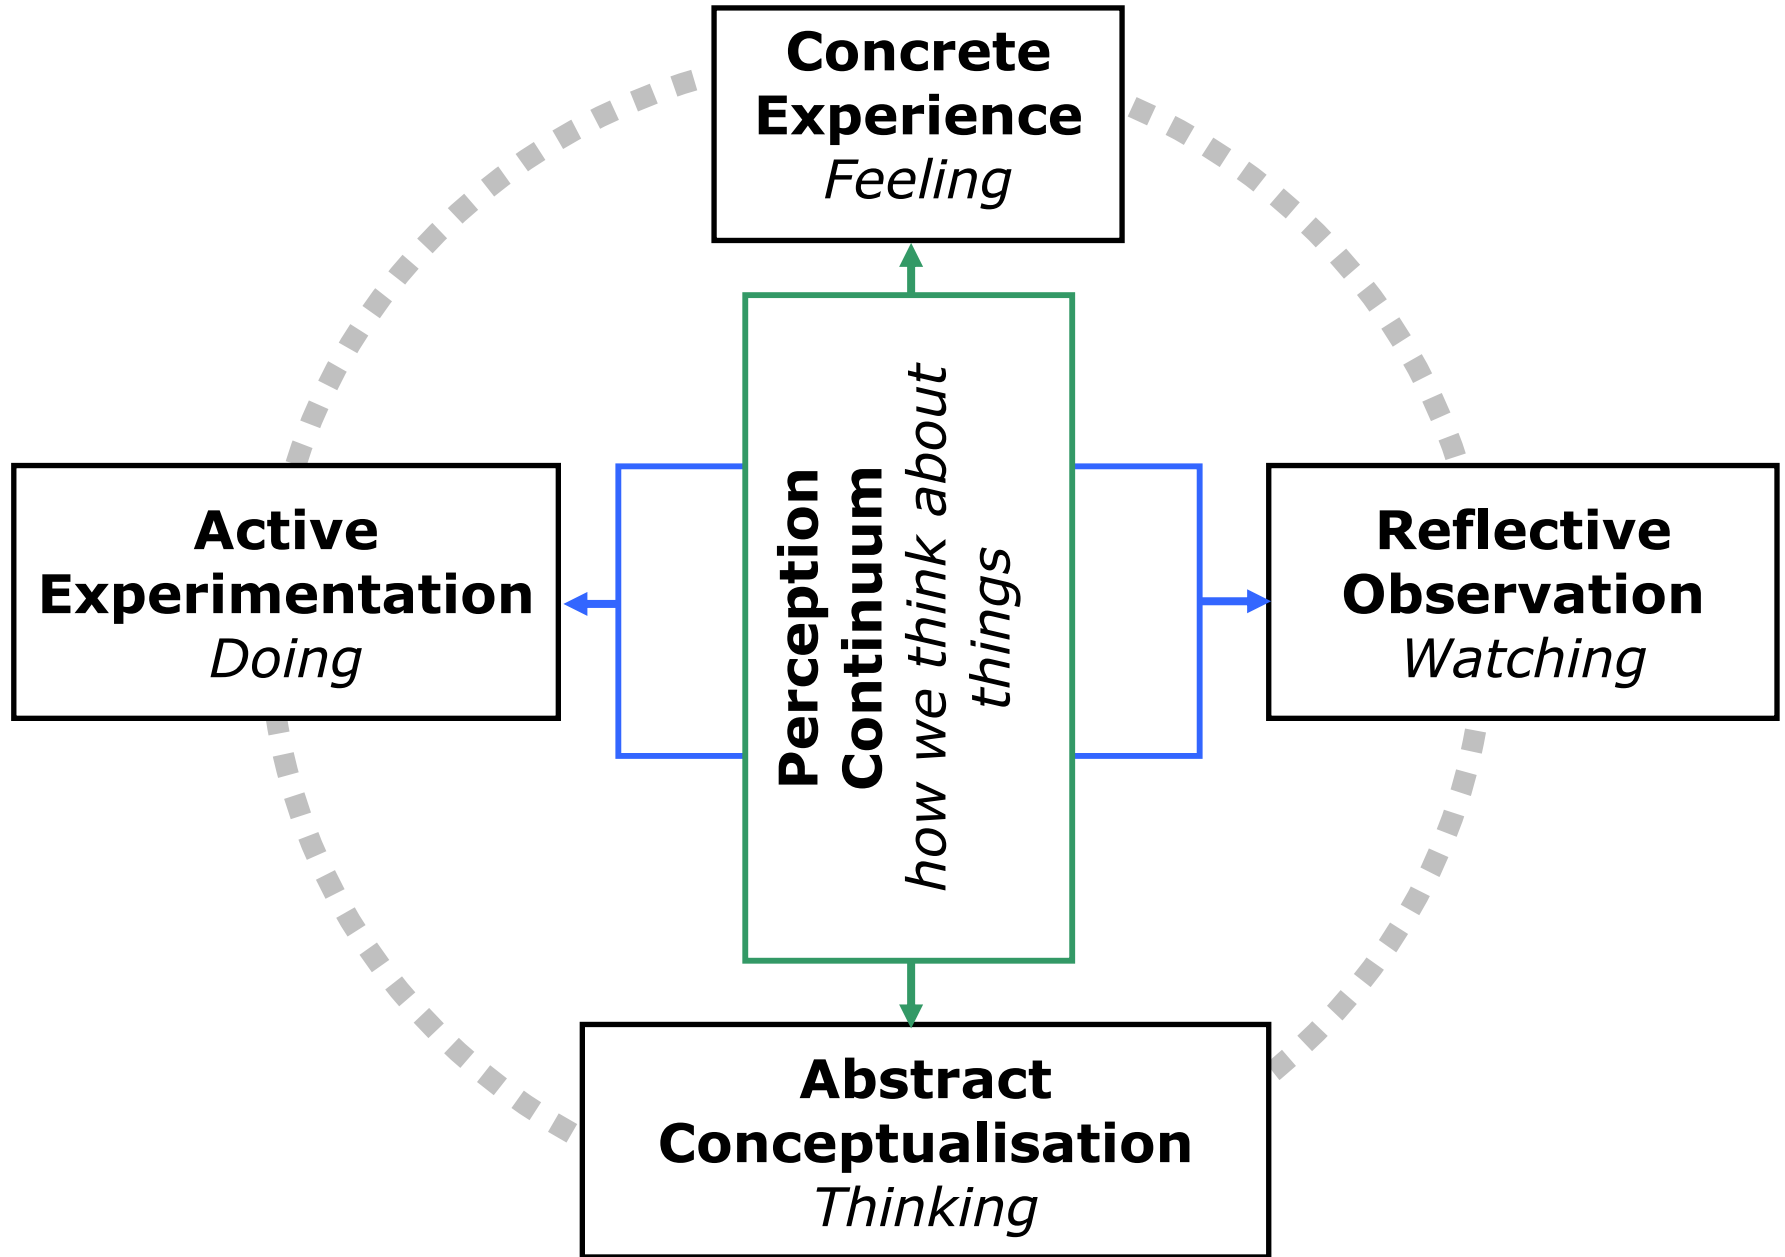 Concrete
Experience
Feeling
Active
Experimentation
Doing
Perception
Continuum
how we think about
things
Reflective
Observation
Watching
Abstract
Conceptualisation
Thinking